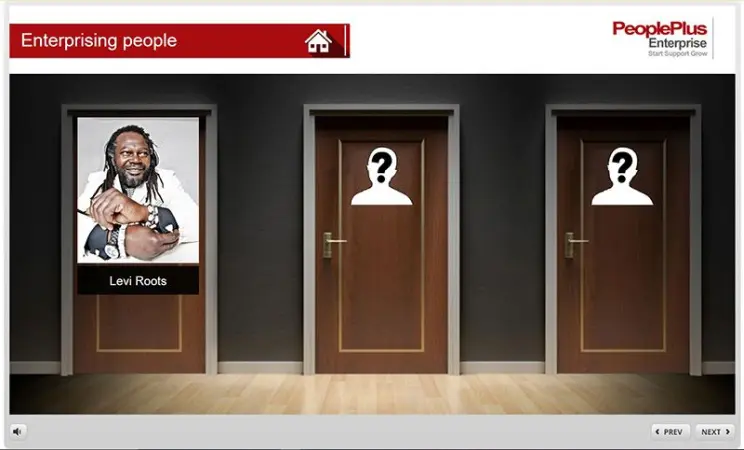 Enterprising people
PeoplePlus
Enterprise
Start Support Grow
?
?
Levi Roots
PREV
NEXT